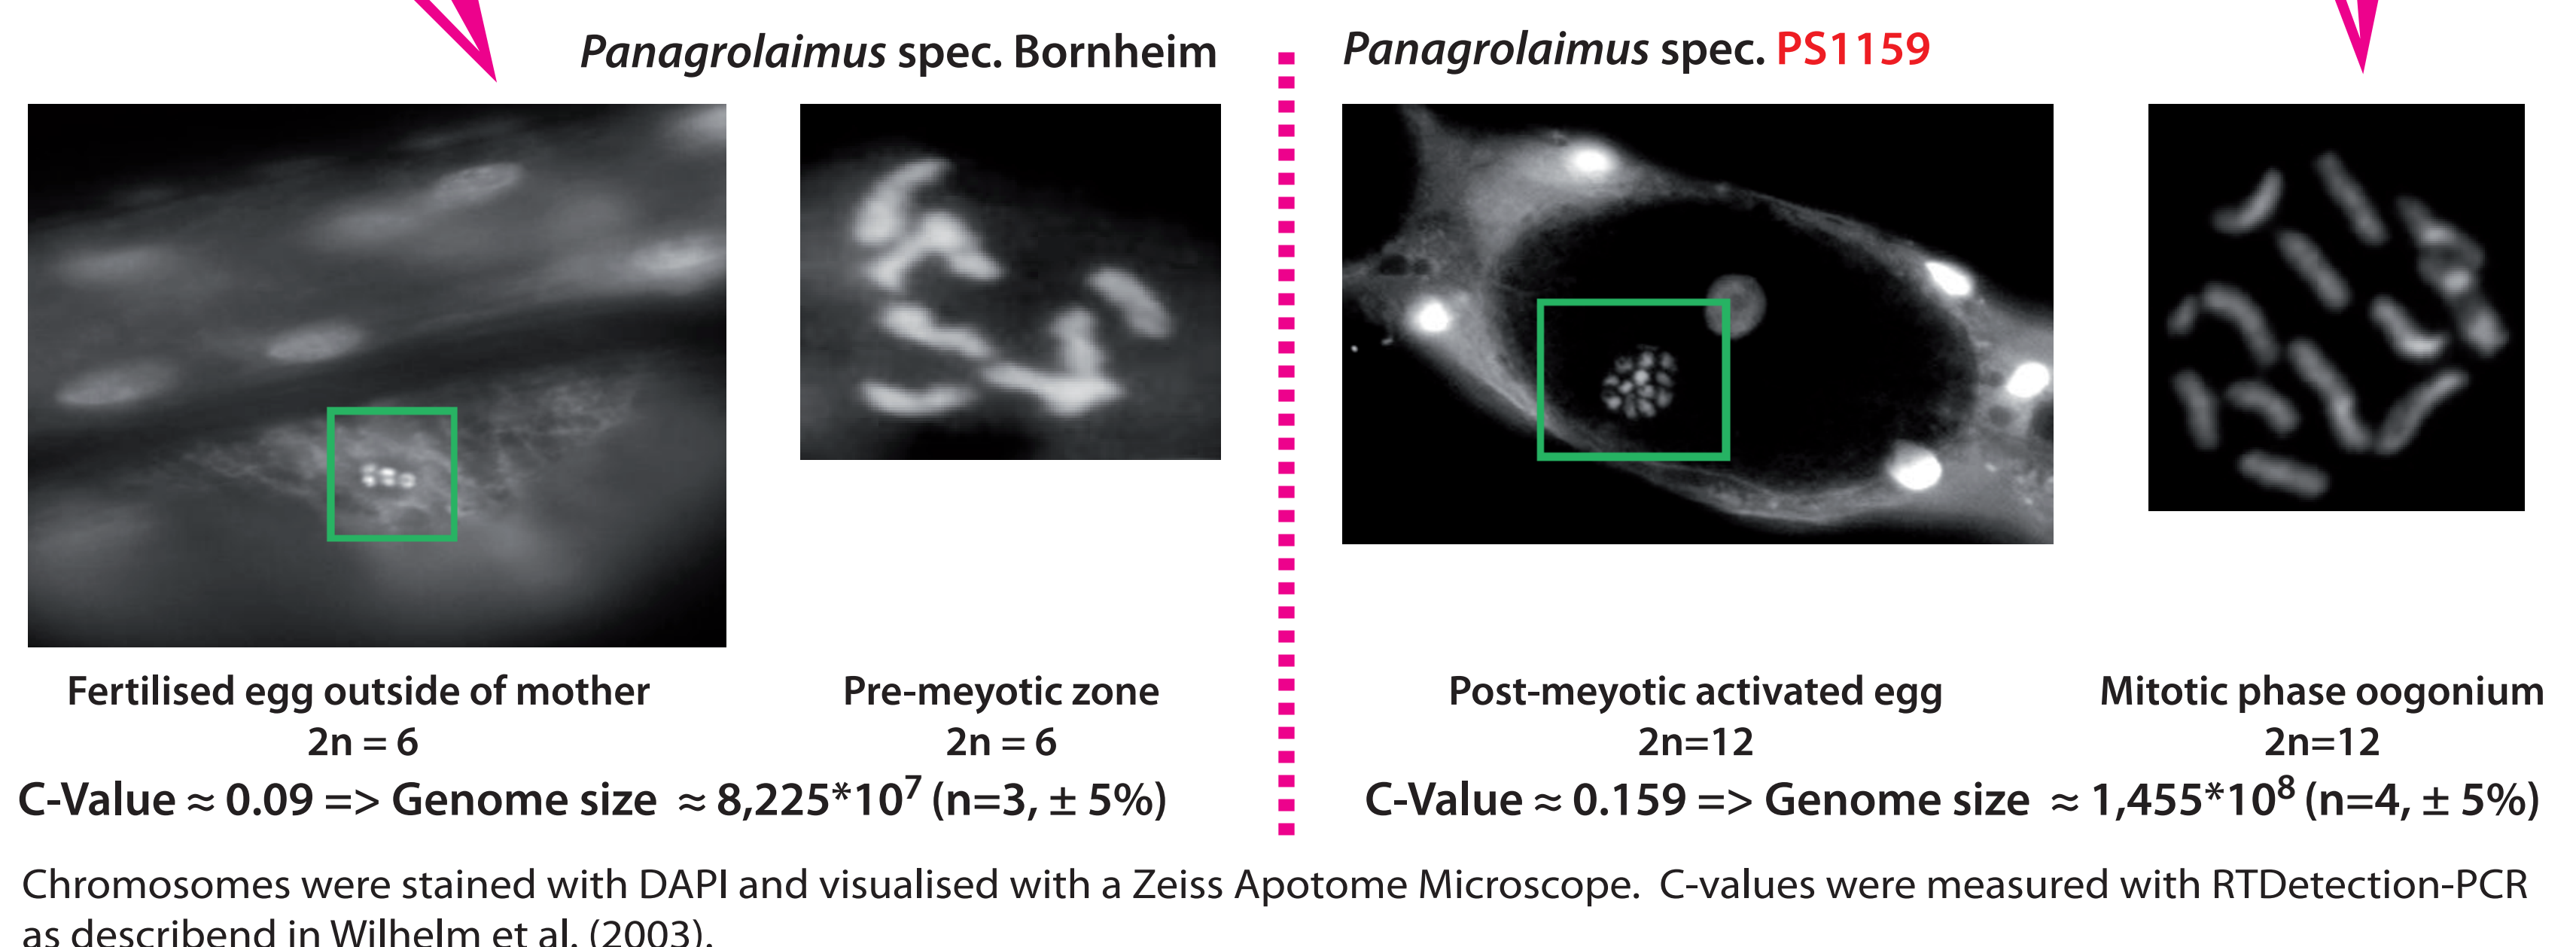 Panagrolaimus spec. Bornheim
Panagrolaimus spec. PS1159
Fertilised egg outside of mother
2n = 6
Pre-meyotic zone
2n = 6
Post-meyotic activated egg
2n=12
Mitotic phase oogonium
2n=12
C-Value ≈ 0.09 => Genome size ≈ 8,225*10⁷ (n=3, ± 5%)
C-Value ≈ 0.159 => Genome size ≈ 1,455*10⁸ (n=4, ± 5%)
Chromosomes were stained with DAPI and visualised with a Zeiss Apotome Microscope. C-values were measured with RTDetection-PCR
as describend in Wilhelm et al. (2003).